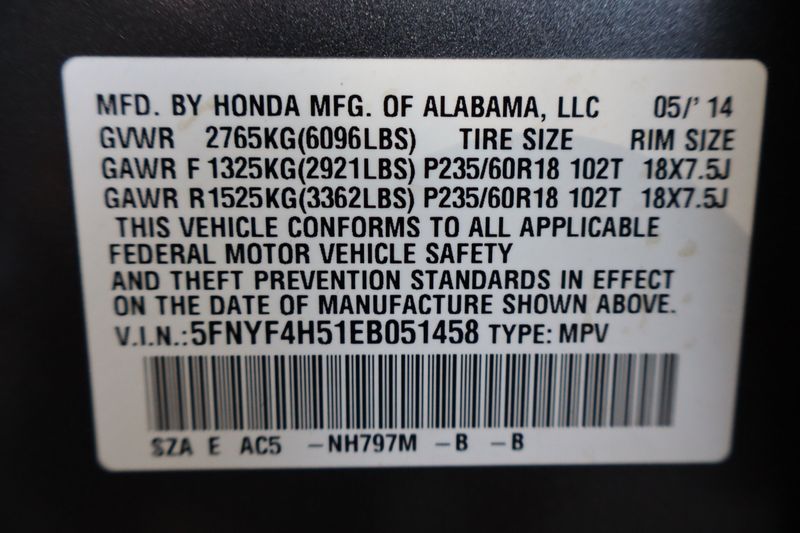 MFD. BY HONDA MFG. OF ALABAMA, LLC 05/' 14
GVWR 2765KG(6096LBS) TIRE SIZE RIM SIZE
GAWR F 1325KG(2921LBS) P235/60R18 102T 18X7.5J
GAWR R 1525KG(3362LBS) P235/60R18 102T 18X7.5J
THIS VEHICLE CONFORMS TO ALL APPLICABLE
FEDERAL MOTOR VEHICLE SAFETY
AND THEFT PREVENTION STANDARDS IN EFFECT
ON THE DATE OF MANUFACTURE SHOWN ABOVE.
V.I.N.:5FNYF4H51EB051458 TYPE: MPV
SZA E AC5 -NH797M -B -B